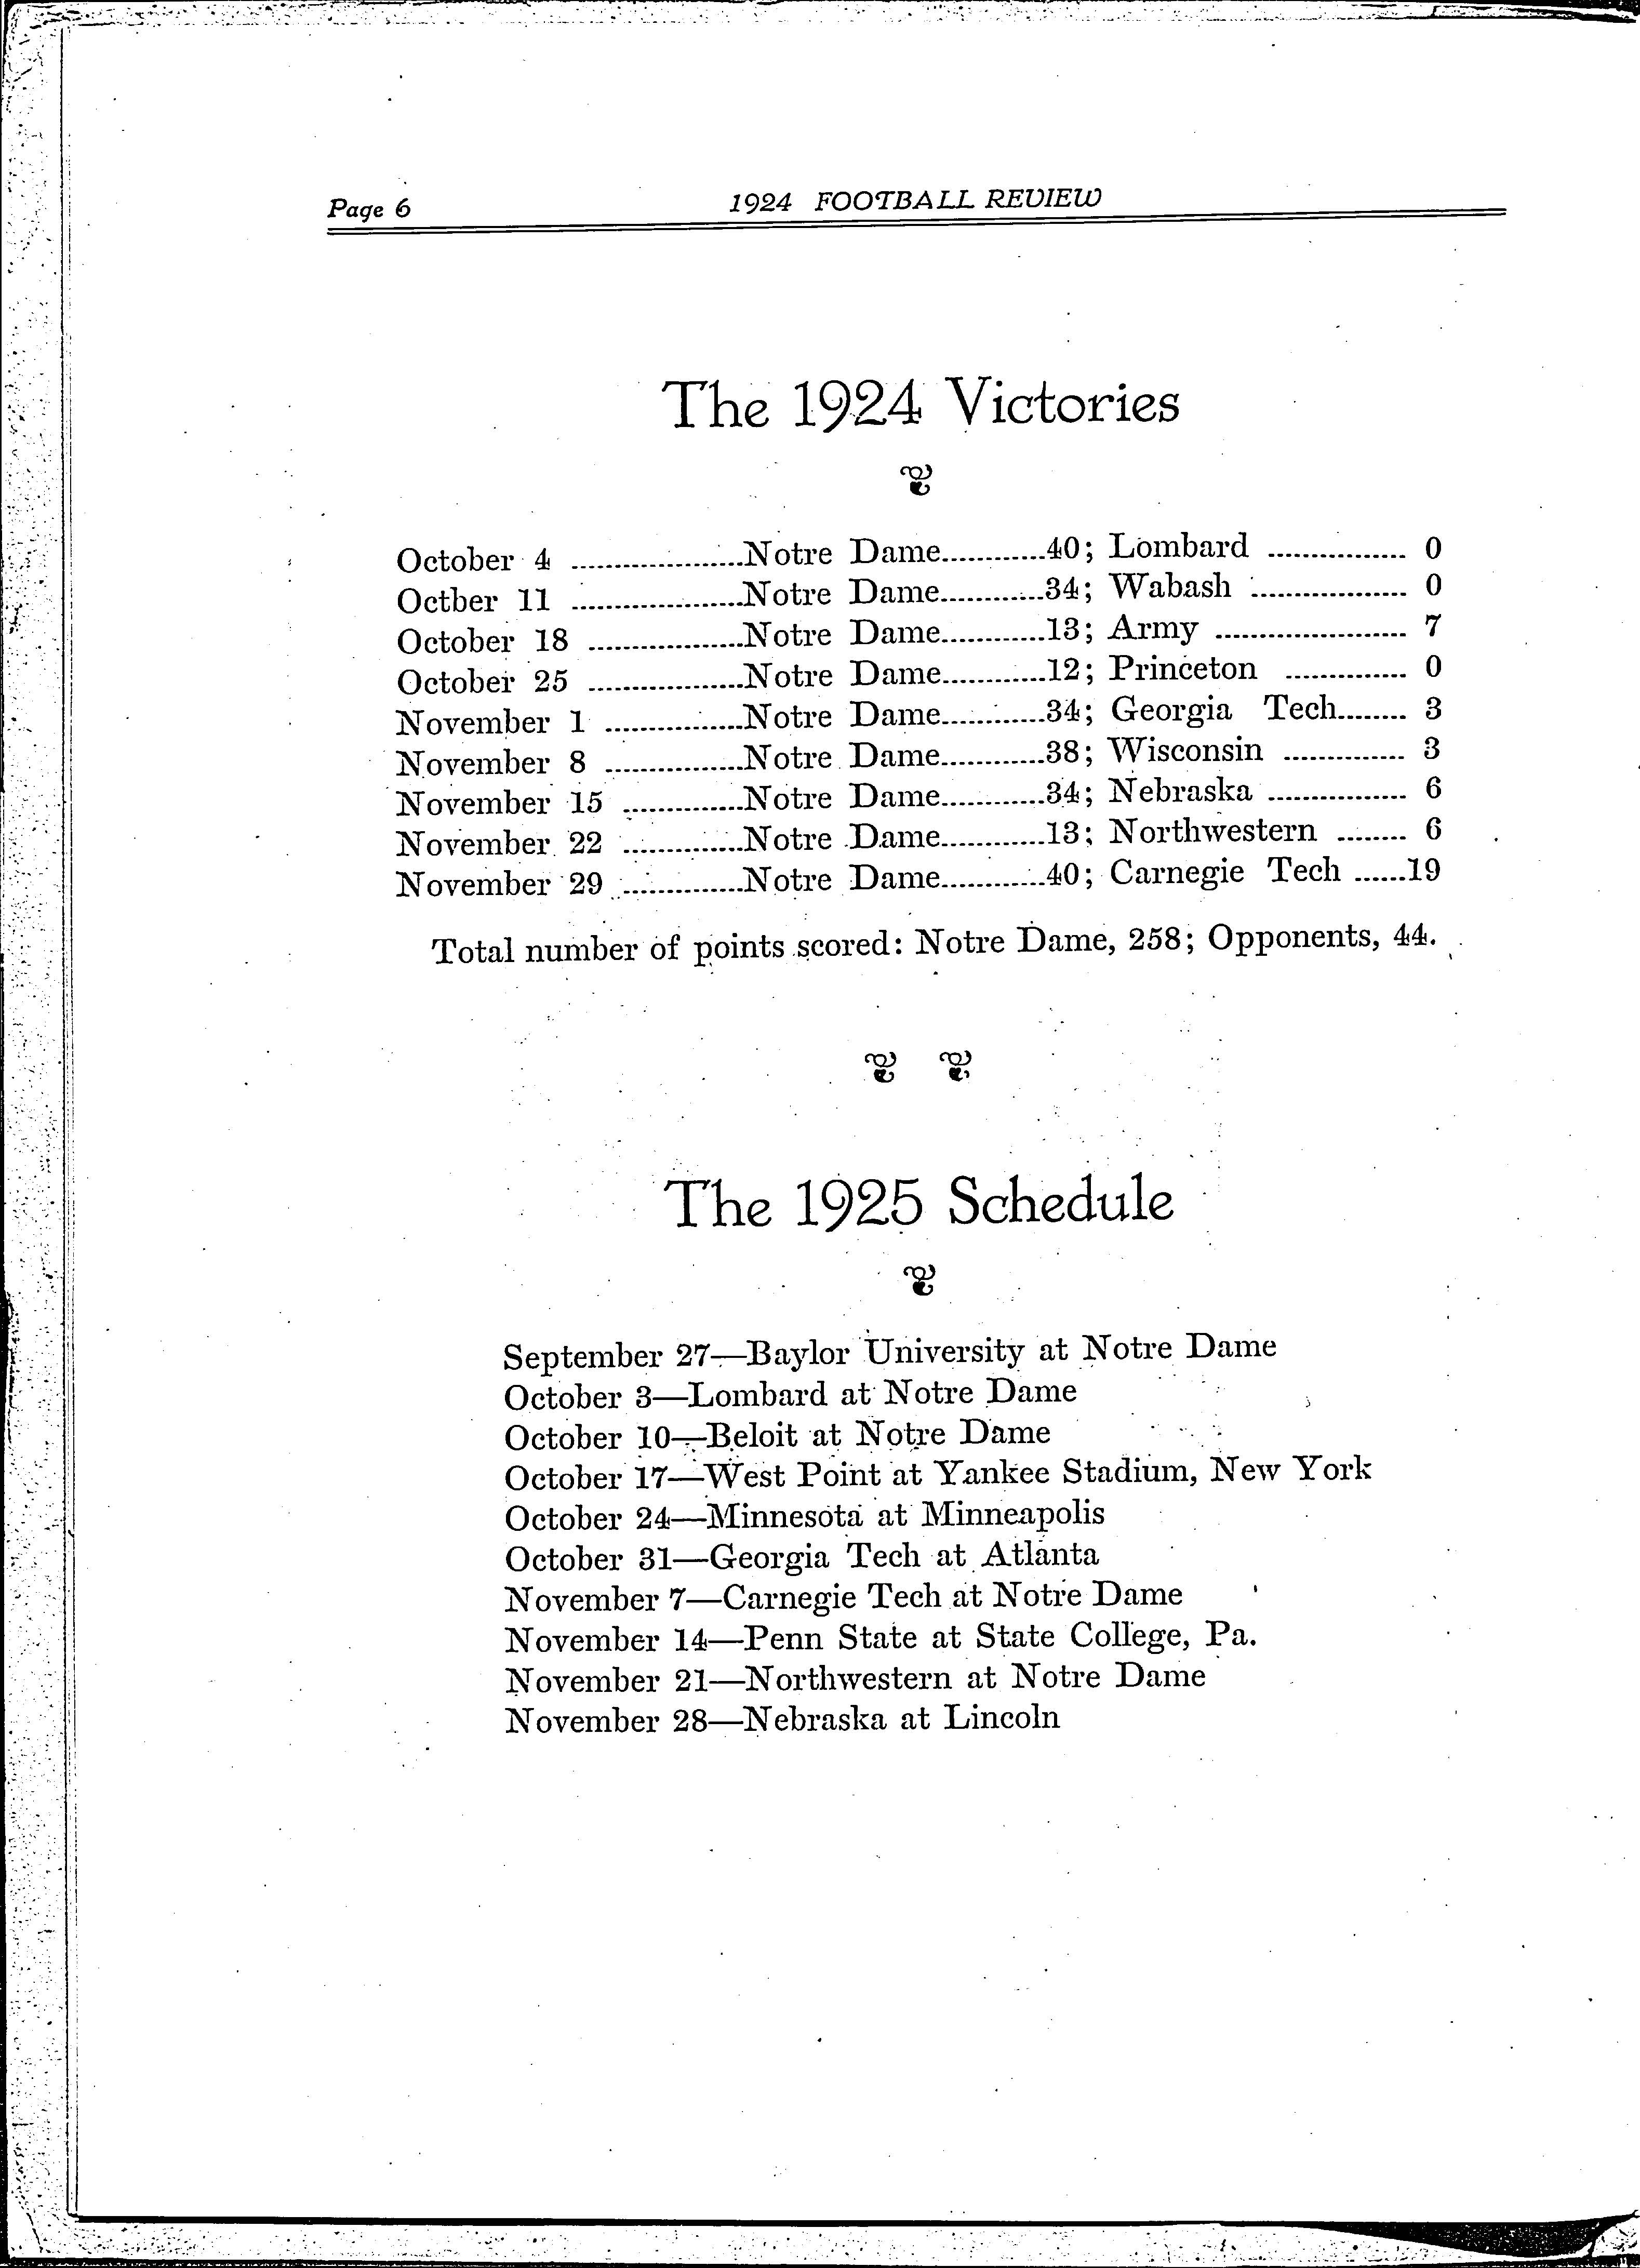 Page 6 1924 FOOTBALL REVIEW
The 1924 Victories
October 4 ....................Notre Dame............40; Lombard ................ 0
Octber 11 ....................Notre Dame............34; Wabash .................. 0
October 18 ..................Notre Dame............13; Army ...................... 7
October 25 ..................Notre Dame............12; Princeton .............. 0
November 1 ................Notre Dame............34; Georgia Tech........ 3
November 8 ................Notre Dame............38; Wisconsin .............. 3
November 15 ..............Notre Dame............34; Nebraska ................ 6
November 22 ..............Notre Dame............13; Northwestern ........ 6
November 29 ..............Notre Dame............40; Carnegie Tech ......19
Total number of points scored: Notre Dame, 258; Opponents, 44.
The 1925 Schedule
September 27—Baylor University at Notre Dame
October 3—Lombard at Notre Dame
October 10—Beloit at Notre Dame
October 17—West Point at Yankee Stadium, New York
October 24—Minnesota at Minneapolis
October 31—Georgia Tech at Atlanta
November 7—Carnegie Tech at Notre Dame
November 14—Penn State at State College, Pa.
November 21—Northwestern at Notre Dame
November 28—Nebraska at Lincoln